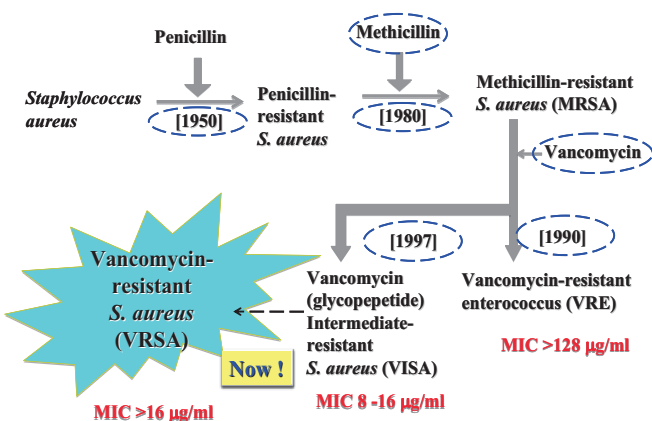 Penicillin
Methicillin
Staphylococcus
aureus
[1950]
Penicillin-
resistant
S. aureus
[1980]
Methicillin-resistant
S. aureus (MRSA)
Vancomycin
[1997]
[1990]
Vancomycin-
resistant
S. aureus
(VRSA)
Vancomycin
(glycopeptide)
Intermediate-
resistant
S. aureus (VISA)
Vancomycin-resistant
enterococcus (VRE)
MIC >128 µg/ml
Now !
MIC >16 µg/ml
MIC 8 -16 µg/ml